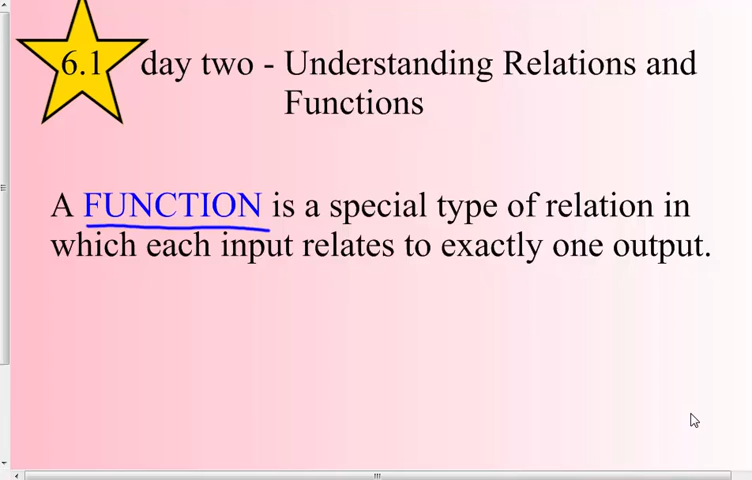 6.1 day two - Understanding Relations and
Functions
A FUNCTION is a special type of relation in
which each input relates to exactly one output.